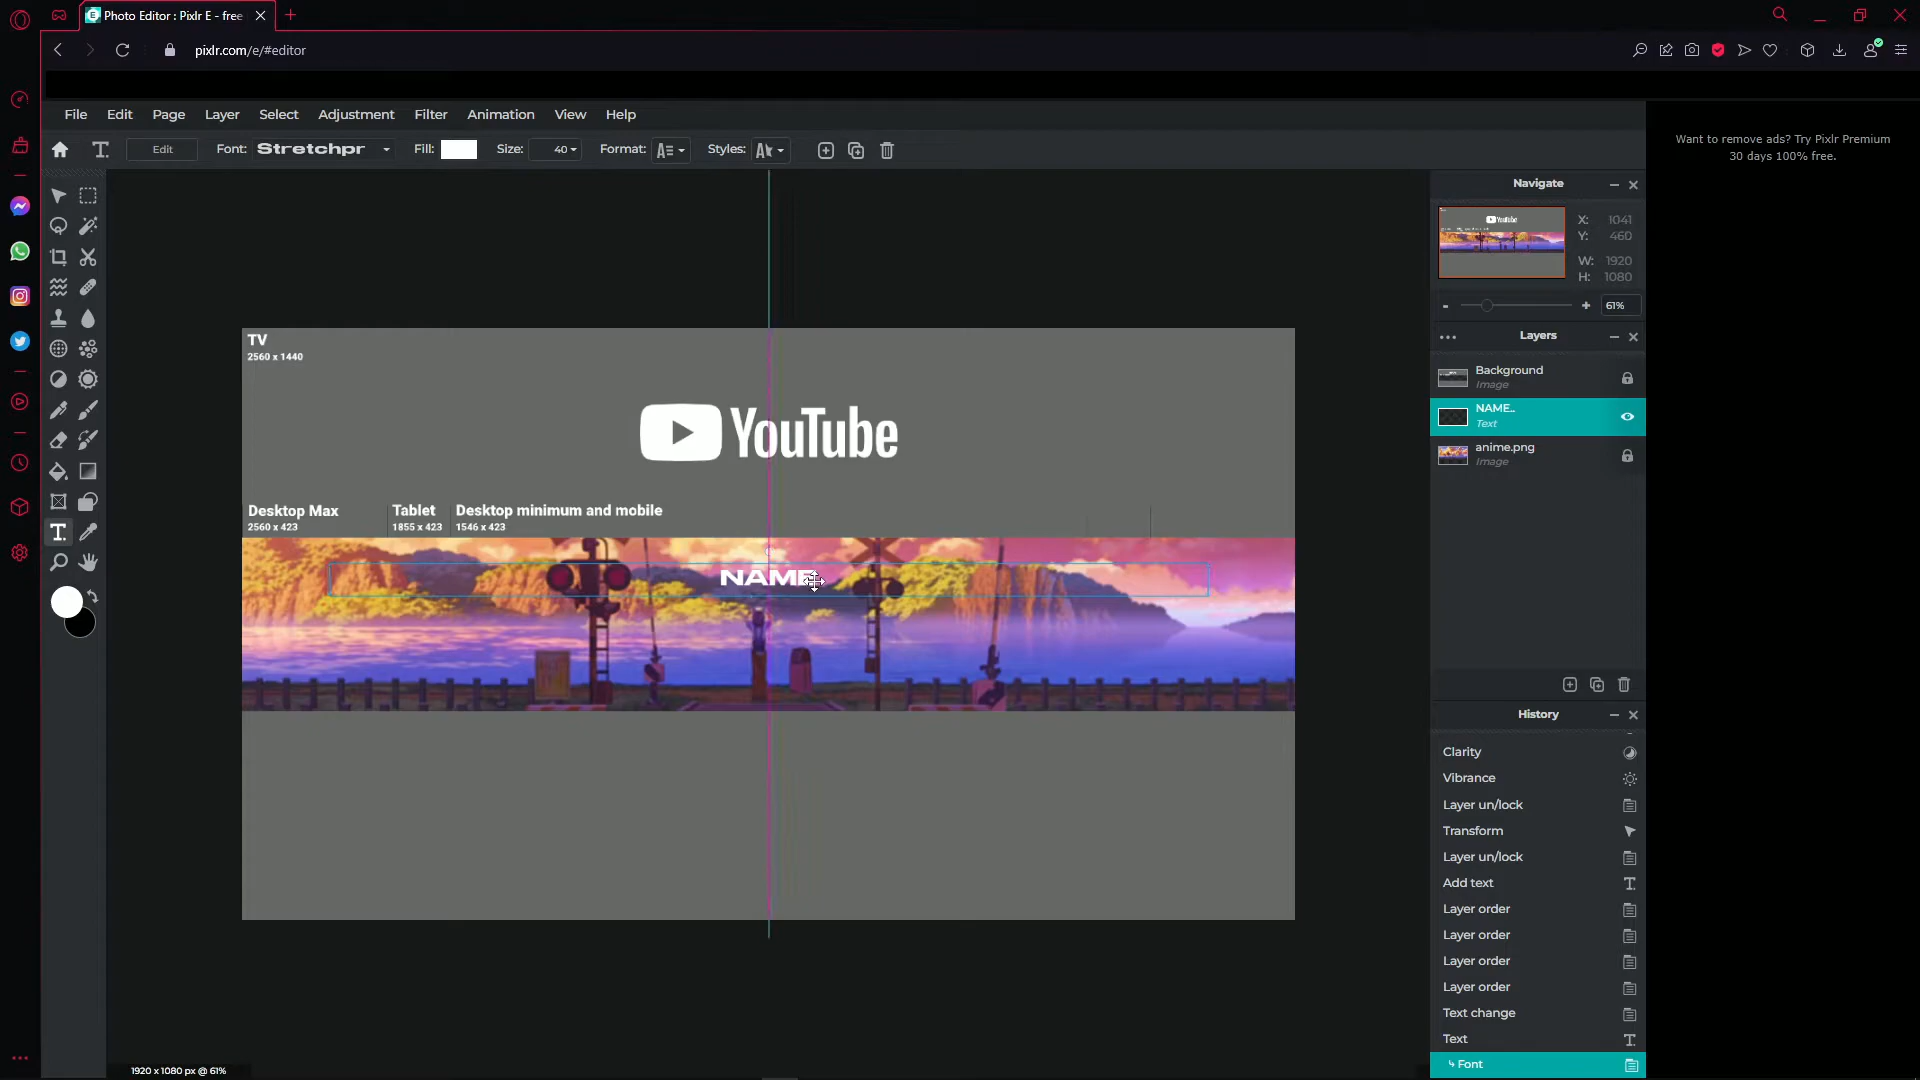 Photo Editor : Pixlr E - free
pixlr.com/e/#editor
File Edit Page Layer Select Adjustment Filter Animation View Help
Edit Font: Stretchpr Fill: Size: 40 Format: Styles:
Want to remove ads? Try Pixlr Premium
30 days 100% free.
Navigate
X: 1041
Y: 460
W: 1920
H: 1080
61%
Layers
Background
Image
NAME..
Text
anime.png
Image
TV
2560 x 1440
YouTube
Desktop Max
2560 x 423
Tablet
1855 x 423
Desktop minimum and mobile
1546 x 423
NAME
History
Clarity
Vibrance
Layer un/lock
Transform
Layer un/lock
Add text
Layer order
Layer order
Layer order
Layer order
Text change
Text
Font
1920 x 1080 px @ 61%